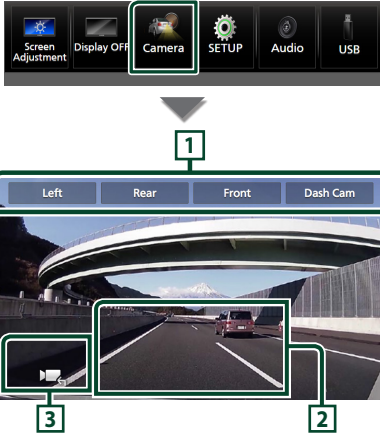 Screen Adjustment
Display OFF
Camera
SETUP
Audio
USB
1
Left
Rear
Front
Dash Cam
3
2